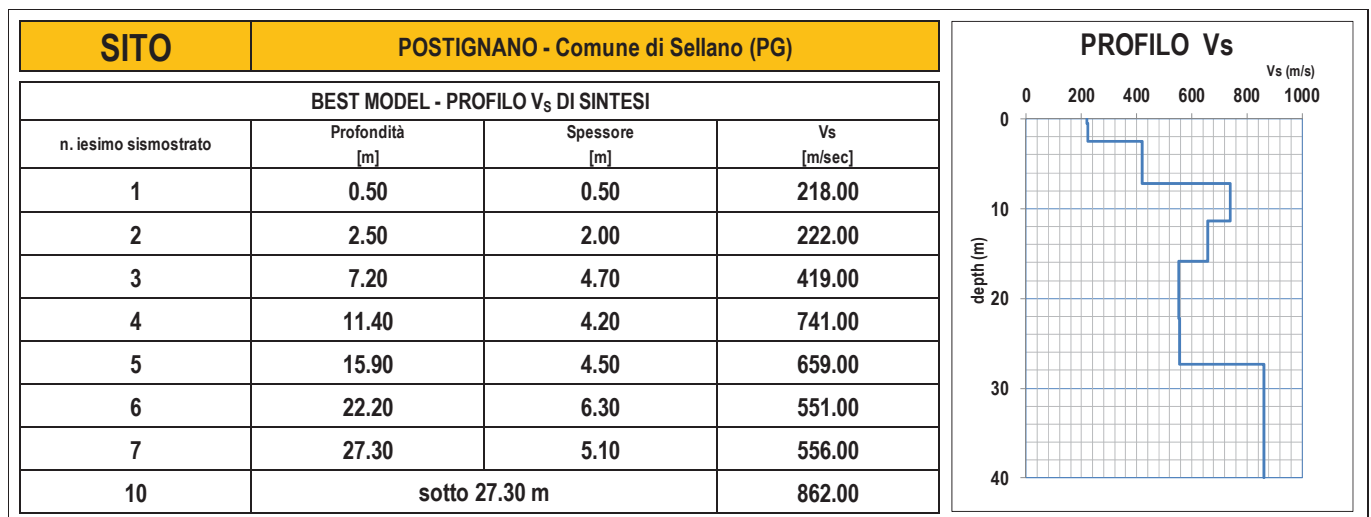 SITO POSTIGNANO - Comune di Sellano (PG)
BEST MODEL - PROFILO VS DI SINTESI
n. iesimo sismostrato Profondità [m] Spessore [m] Vs [m/sec]
1 0.50 0.50 218.00
2 2.50 2.00 222.00
3 7.20 4.70 419.00
4 11.40 4.20 741.00
5 15.90 4.50 659.00
6 22.20 6.30 551.00
7 27.30 5.10 556.00
10 sotto 27.30 m 862.00
PROFILO Vs
Vs (m/s)
0 200 400 600 800 1000
0
10
20
30
40
depth (m)